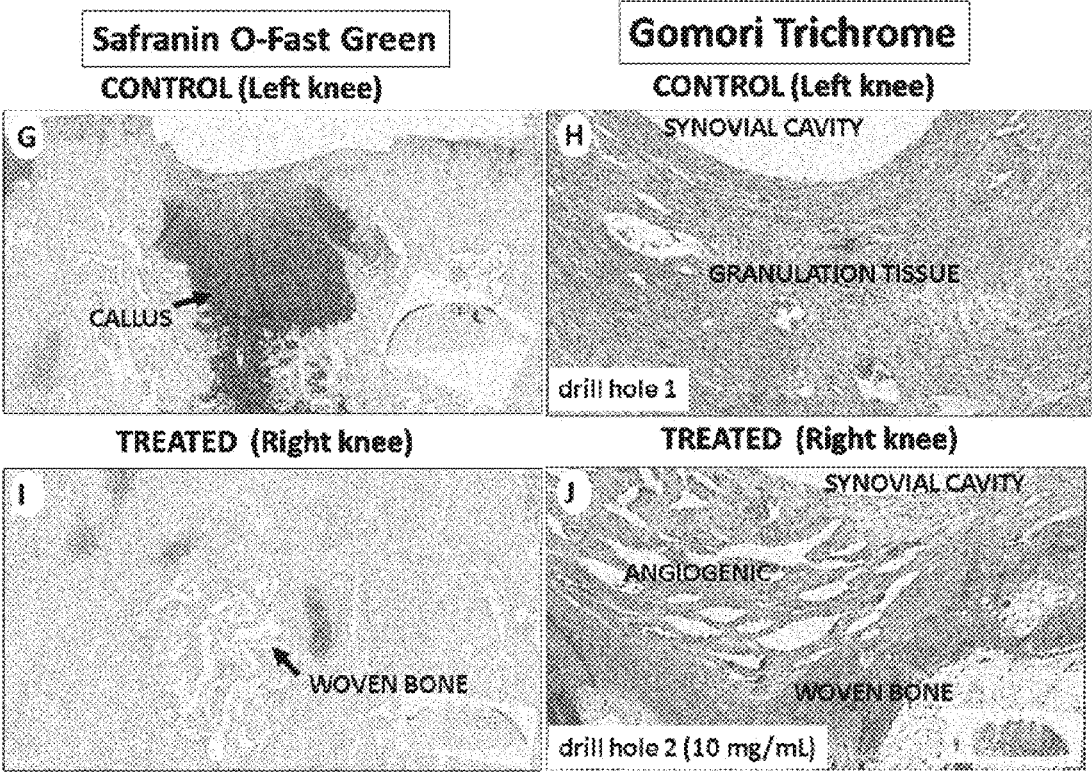 Safranin O-Fast Green
Gomori Trichrome
CONTROL (Left knee)
CONTROL (Left knee)
G
CALLUS
H
SYNOVIAL CAVITY
GRANULATION TISSUE
drill hole 1
TREATED (Right knee)
TREATED (Right knee)
I
WOVEN BONE
J
SYNOVIAL CAVITY
ANGIOGENIC
WOVEN BONE
drill hole 2 (10 mg/mL)